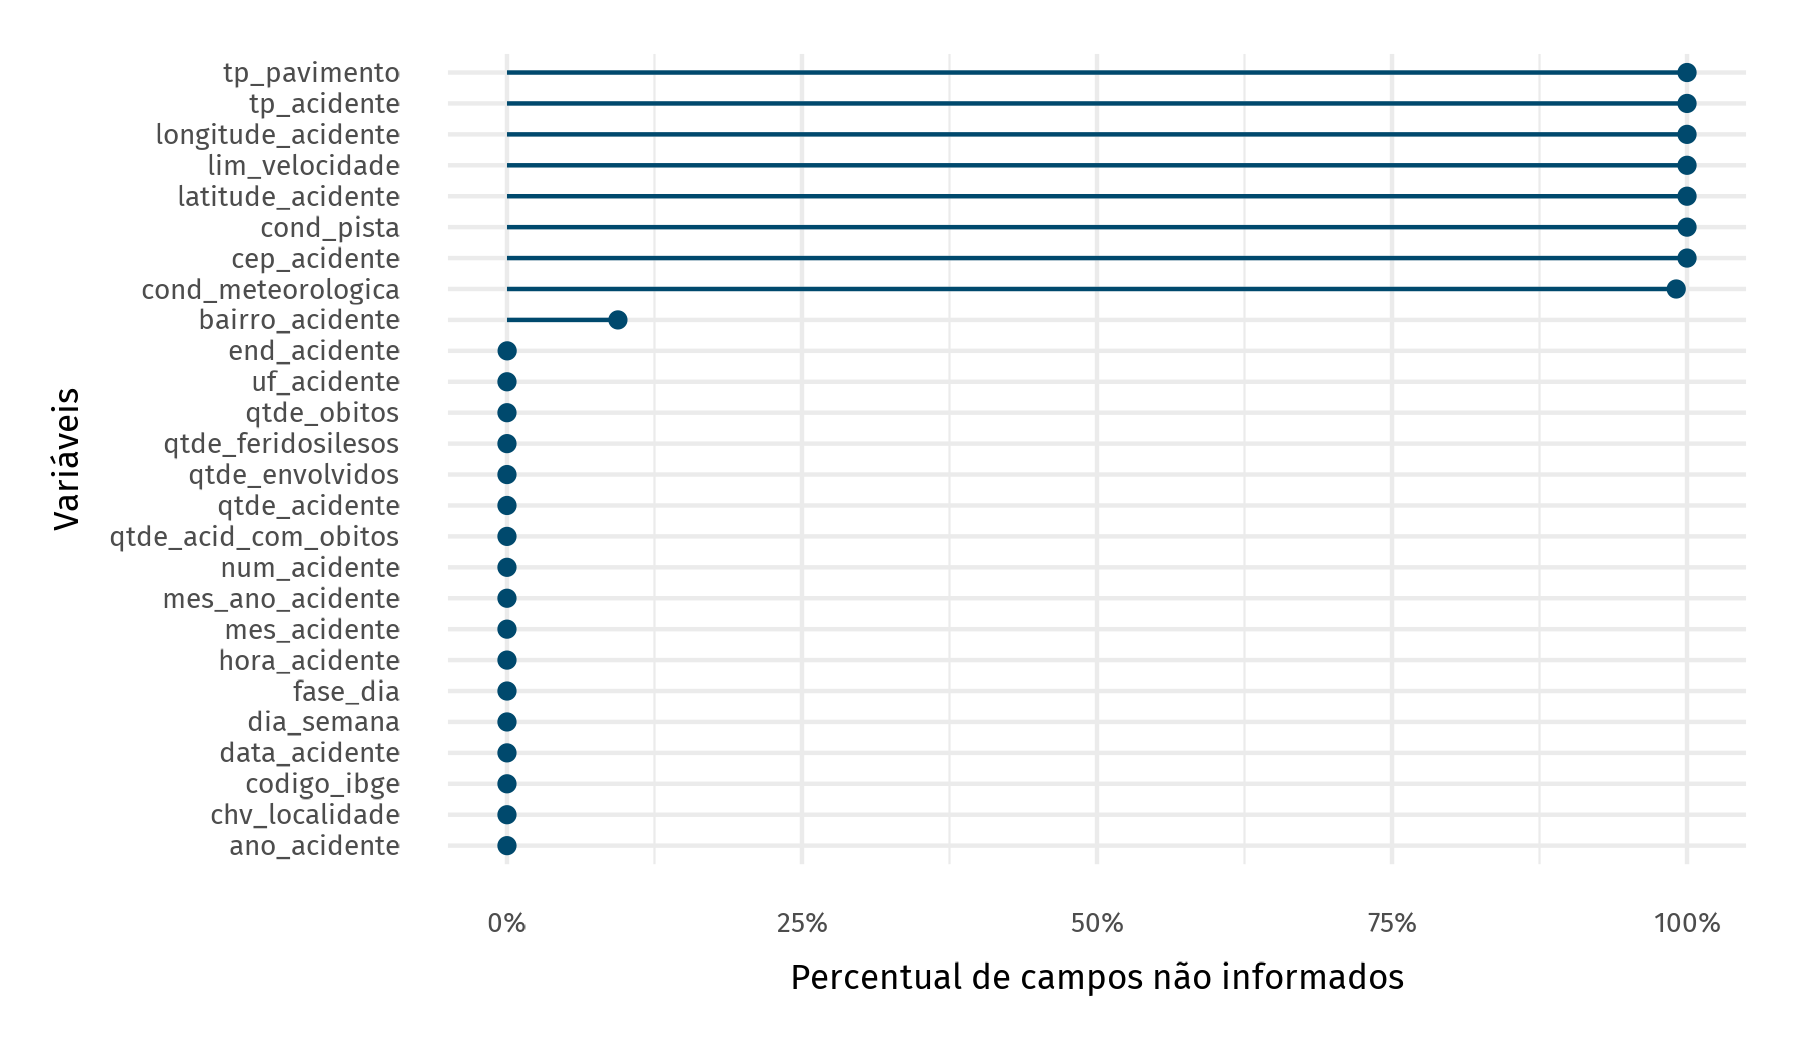 tp_pavimento
tp_acidente
longitude_acidente
lim_velocidade
latitude_acidente
cond_pista
cep_acidente
cond_meteorologica
bairro_acidente
end_acidente
uf_acidente
qtde_obitos
qtde_feridosilesos
qtde_envolvidos
qtde_acidente
qtde_acid_com_obitos
num_acidente
mes_ano_acidente
mes_acidente
hora_acidente
fase_dia
dia_semana
data_acidente
codigo_ibge
chv_localidade
ano_acidente
Variáveis
0% 25% 50% 75% 100%
Percentual de campos não informados